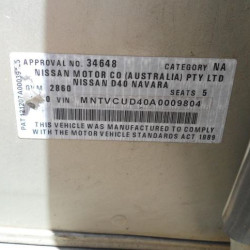 APPROVAL NO. 34648 CATEGORY NA
NISSAN MOTOR CO (AUSTRALIA) PTY LTD
NISSAN D40 NAVARA
2860 SEATS 5
VIN MNTVCUD40A0009804
THIS VEHICLE WAS MANUFACTURED TO COMPLY
WITH THE MOTOR VEHICLE STANDARDS ACT 1989